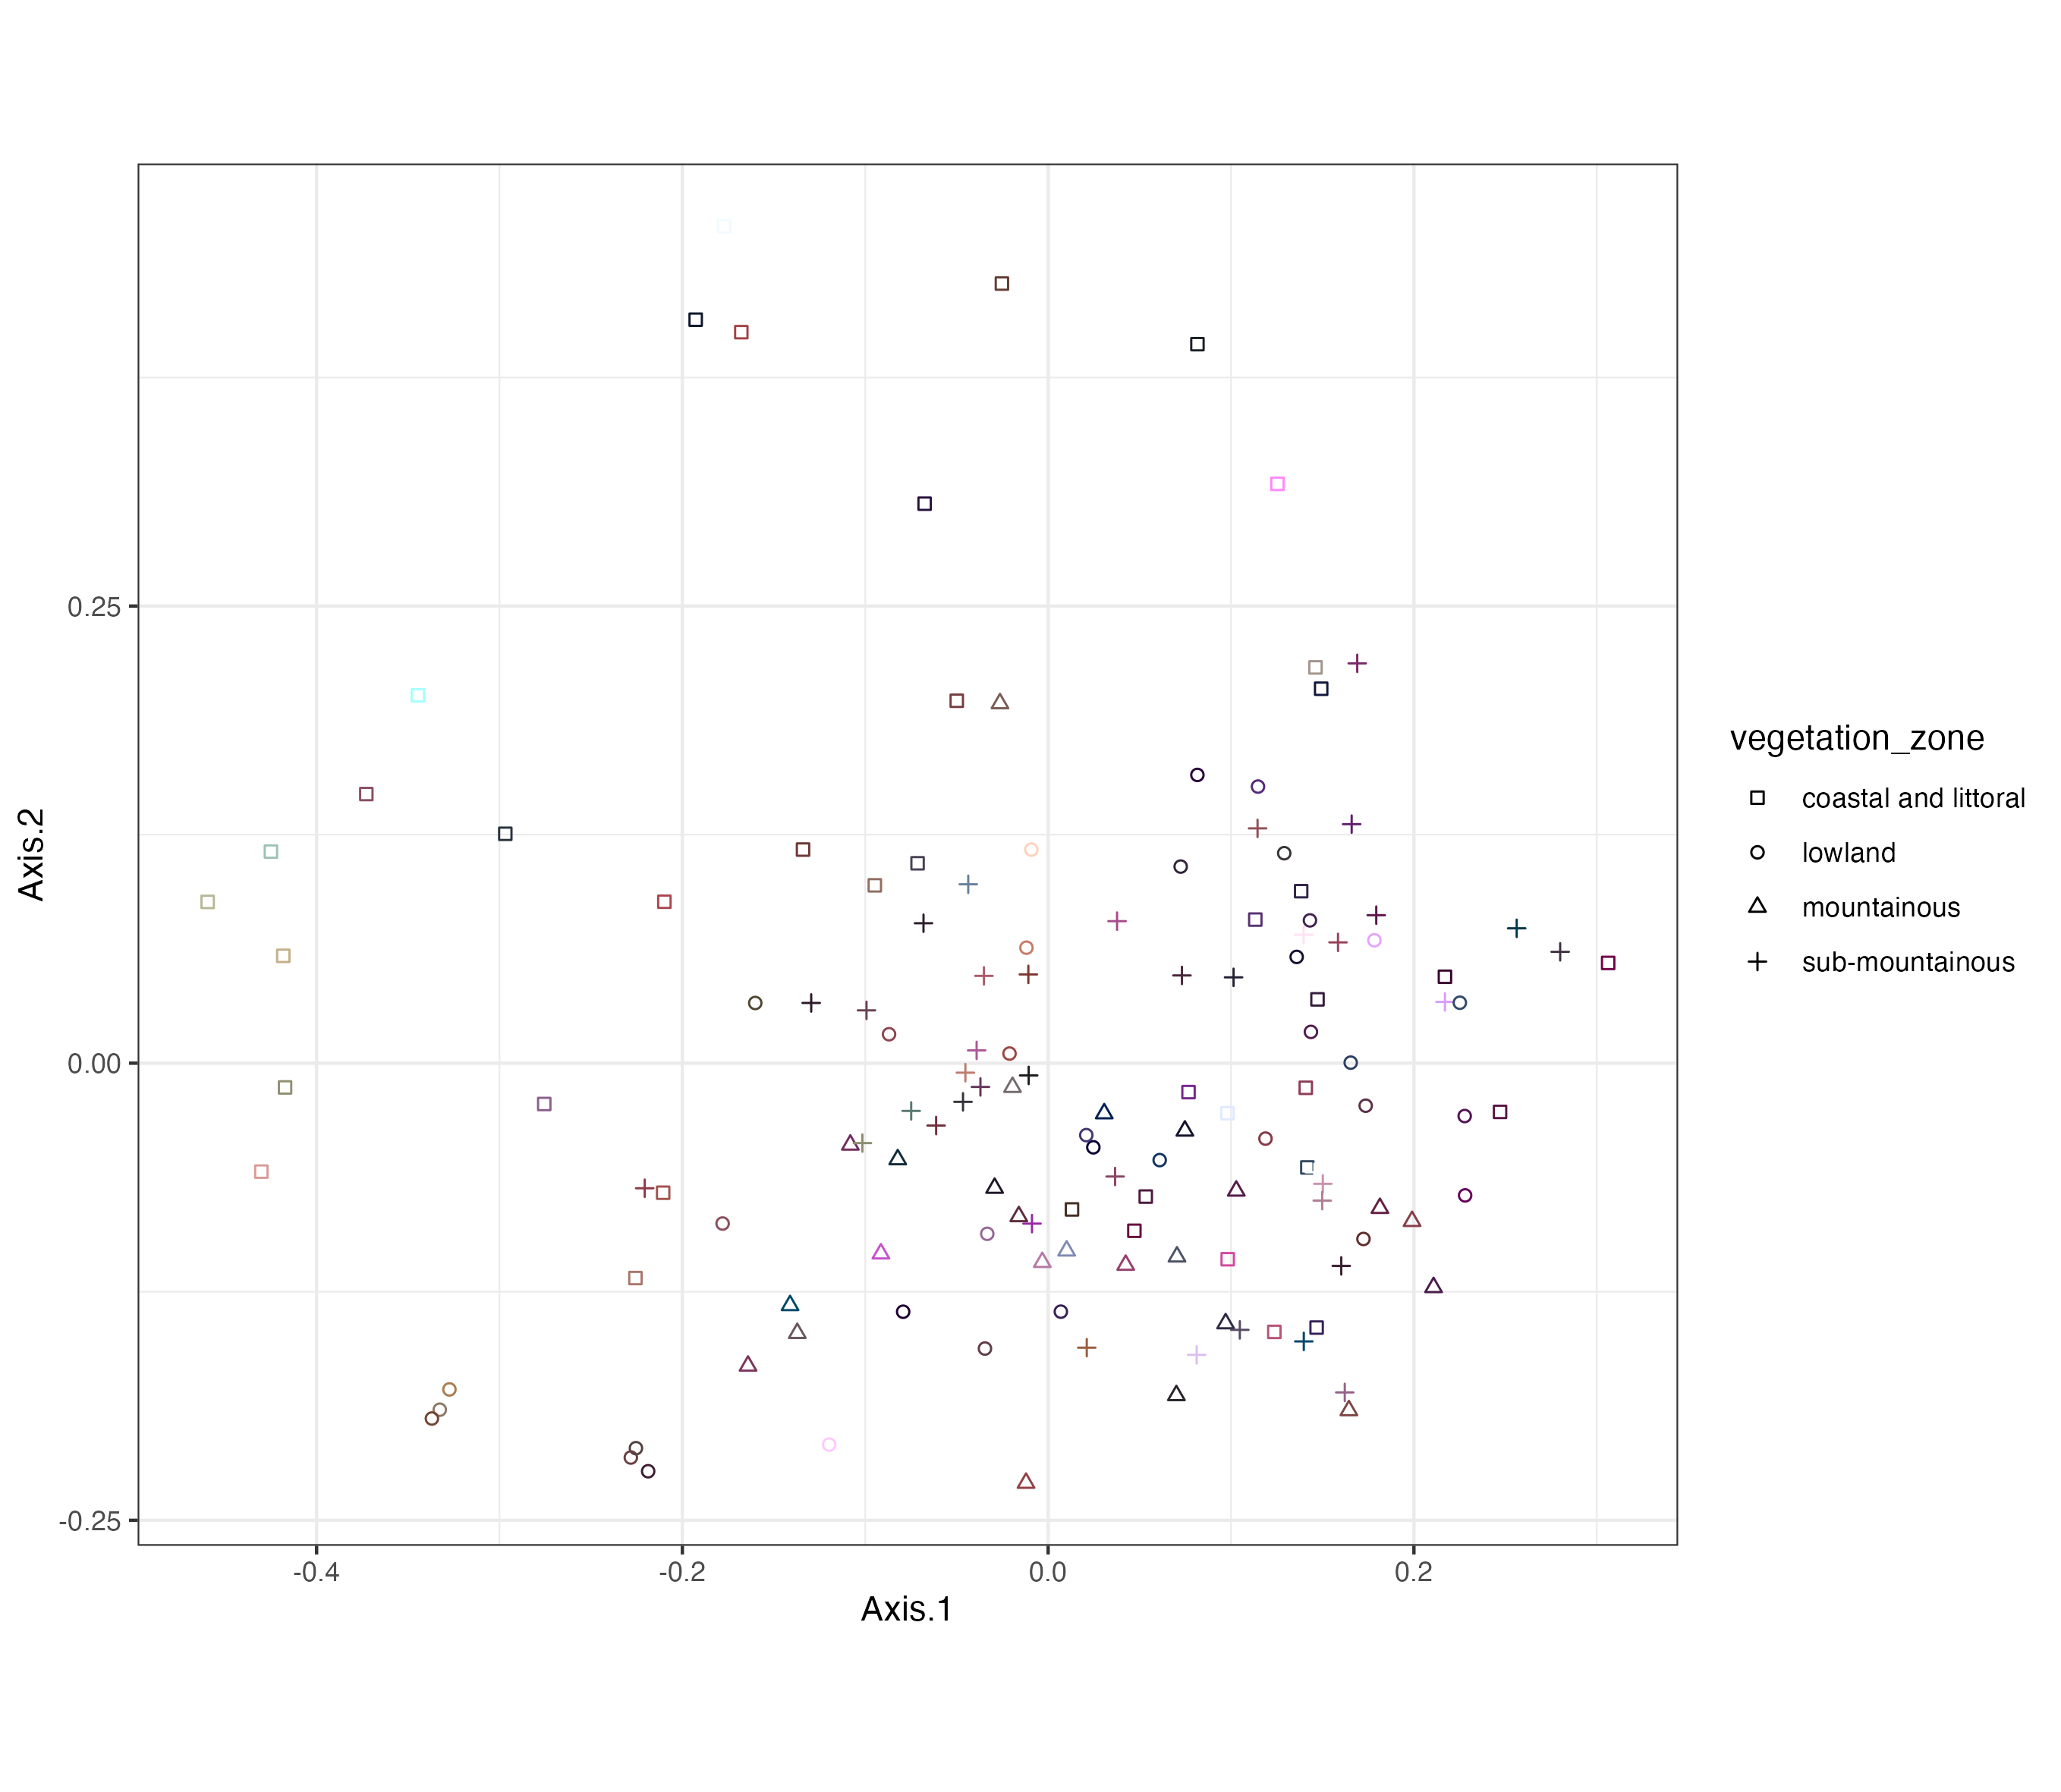 0.25
0.00
-0.25
-0.4
-0.2
0.0
0.2
Axis.1
Axis.2
vegetation_zone
coastal and littoral
lowland
mountainous
sub-mountainous